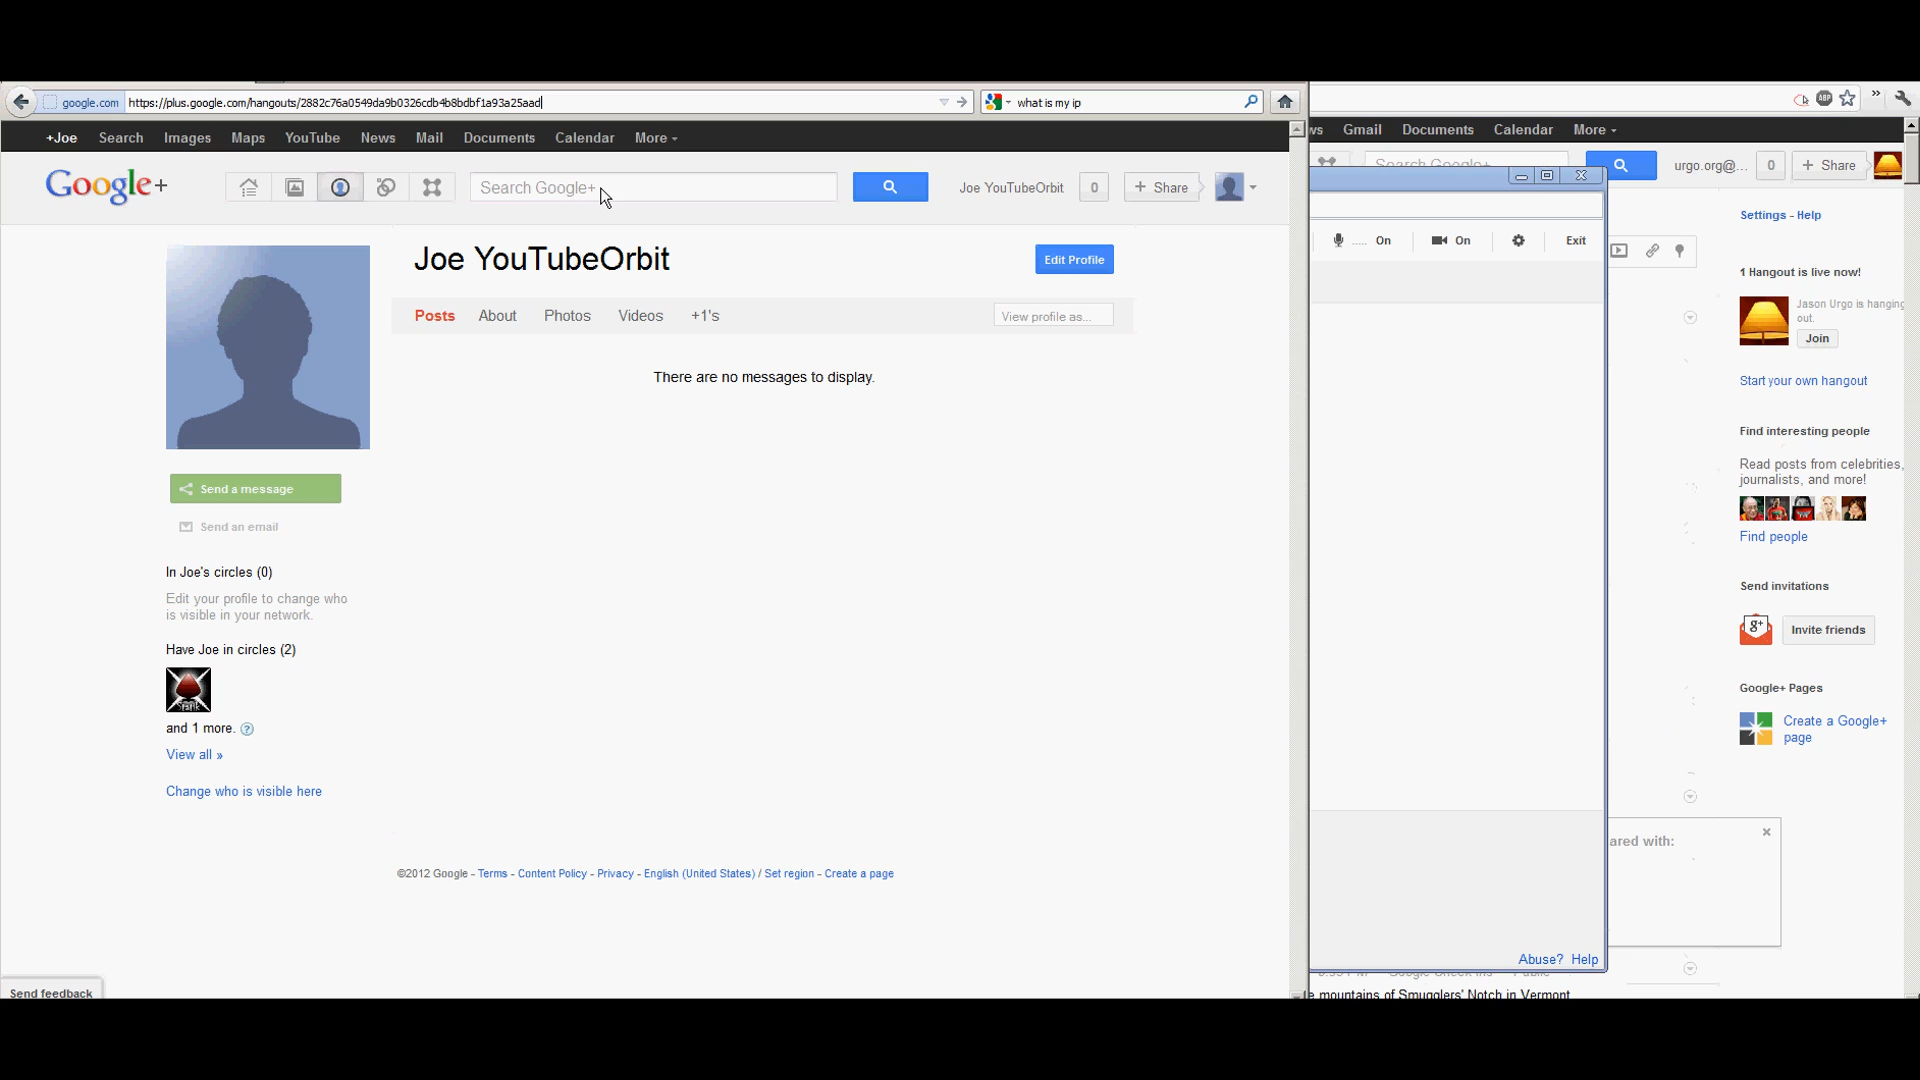 google.com https://plus.google.com/hangouts/2882c76a0549da9b0326cdb4b8bdbf1a93a25aad
what is my ip
+Joe Search Images Maps YouTube News Mail Documents Calendar More
Google+
Search Google+
Joe YouTubeOrbit 0 + Share
Joe YouTubeOrbit
Edit Profile
Posts About Photos Videos +1's
View profile as...
There are no messages to display.
Send a message
Send an email
In Joe's circles (0)
Edit your profile to change who
is visible in your network.
Have Joe in circles (2)
and 1 more. ?
View all »
Change who is visible here
©2012 Google - Terms - Content Policy - Privacy - English (United States) / Set region - Create a page
Send feedback
ABP »
Gmail Documents Calendar More
Search Google+
urgo.org@... 0 + Share
On On Exit
Settings - Help
1 Hangout is live now!
Jason Urgo is hanging
out.
Join
Start your own hangout
Find interesting people
Read posts from celebrities,
journalists, and more!
Find people
Send invitations
g+ Invite friends
Google+ Pages
Create a Google+
page
ared with:
Abuse? Help
mountains of Smugglers' Notch in Vermont